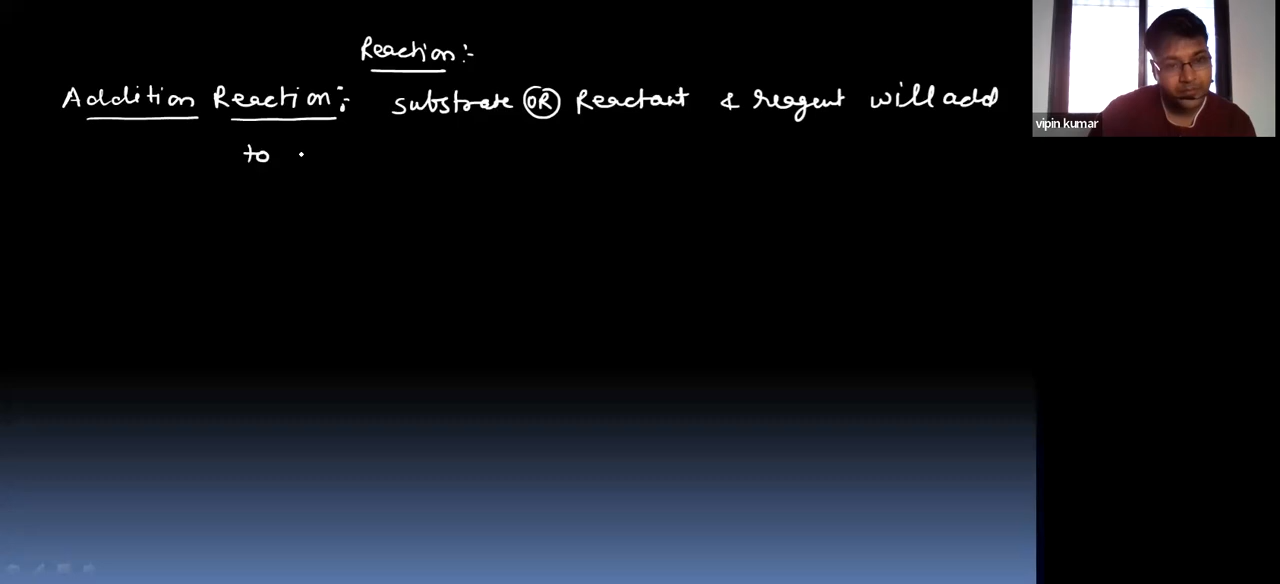 Reaction:-
Addition Reaction:- substrate OR Reactant & reagent will add
to
vipin kumar